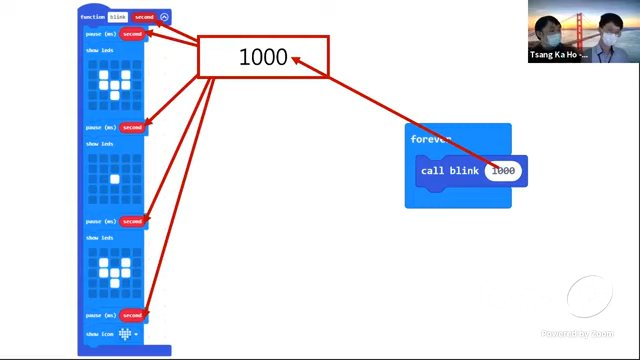 function blink second
pause (ms) second
show leds
pause (ms) second
show leds
pause (ms) second
show leds
pause (ms) second
show icon
1000
forever
call blink 1000
Tsang Ka Ho -...
Powered by Zoom